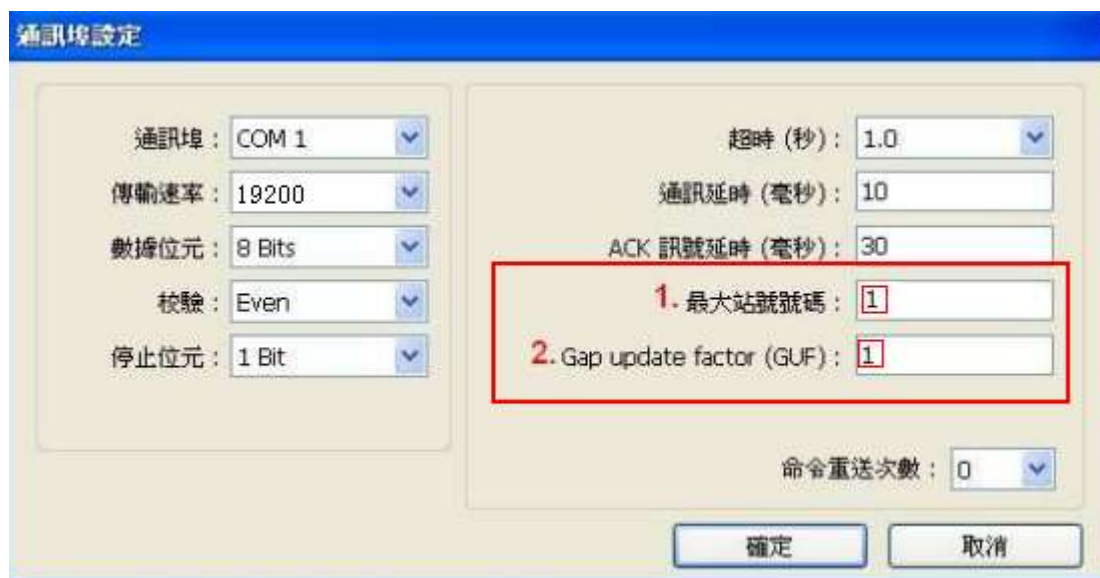 通訊埠設定
通訊埠： COM 1
傳輸速率： 19200
數據位元： 8 Bits
校驗： Even
停止位元： 1 Bit
超時 (秒)： 1.0
通訊延時 (毫秒)： 10
ACK 訊號延時 (毫秒)： 30
1. 最大站號號碼： 1
2. Gap update factor (GUF)： 1
命令重送次數： 0
確定
取消